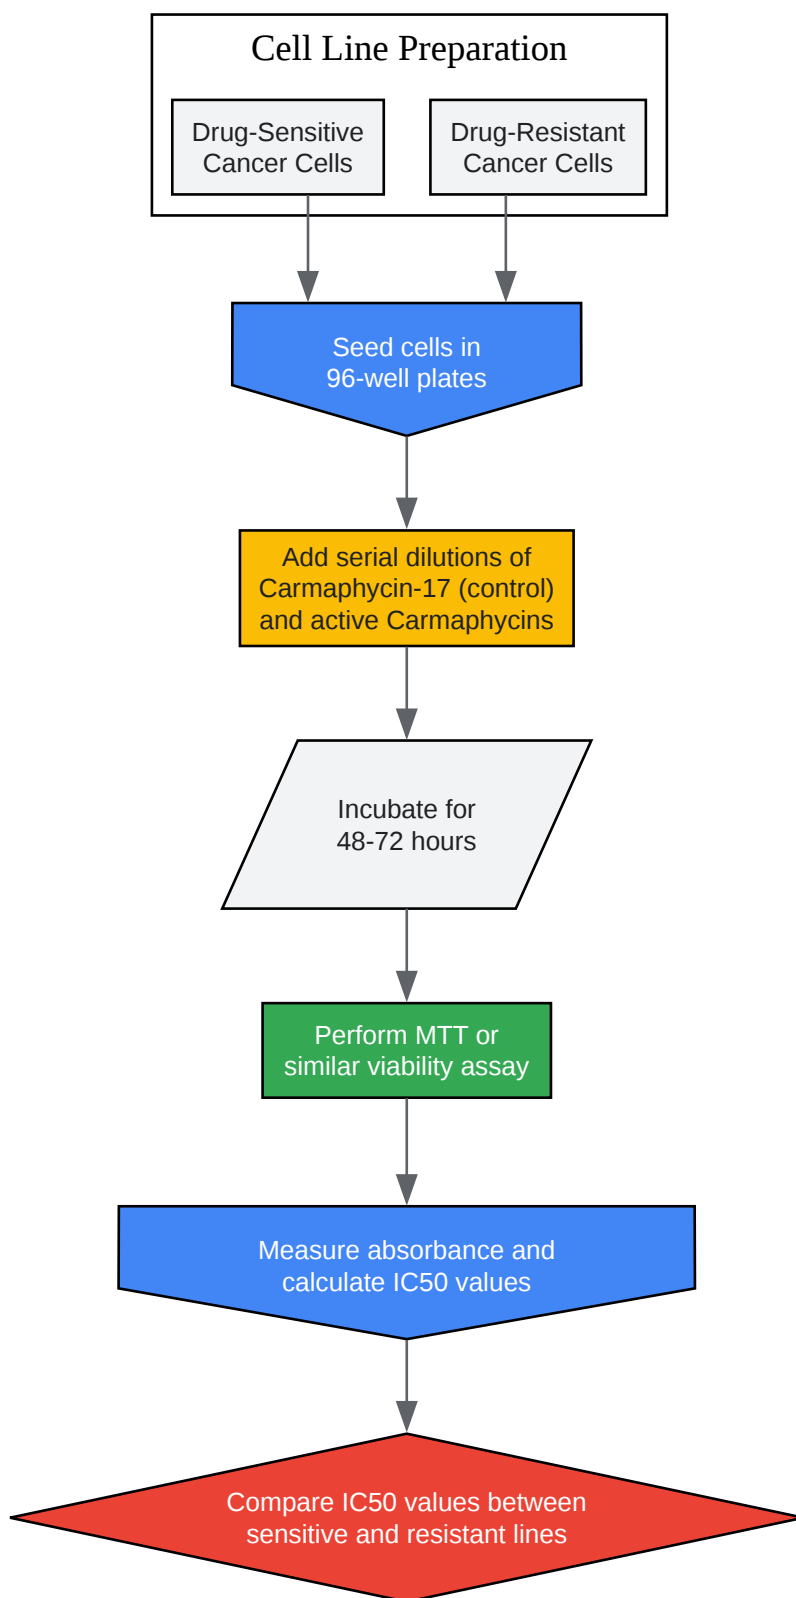 Cell Line Preparation
Drug-Sensitive
Cancer Cells
Drug-Resistant
Cancer Cells
Seed cells in
96-well plates
Add serial dilutions of
Carmaphycin-17 (control)
and active Carmaphycins
Incubate for
48-72 hours
Perform MTT or
similar viability assay
Measure absorbance and
calculate IC50 values
Compare IC50 values between
sensitive and resistant lines